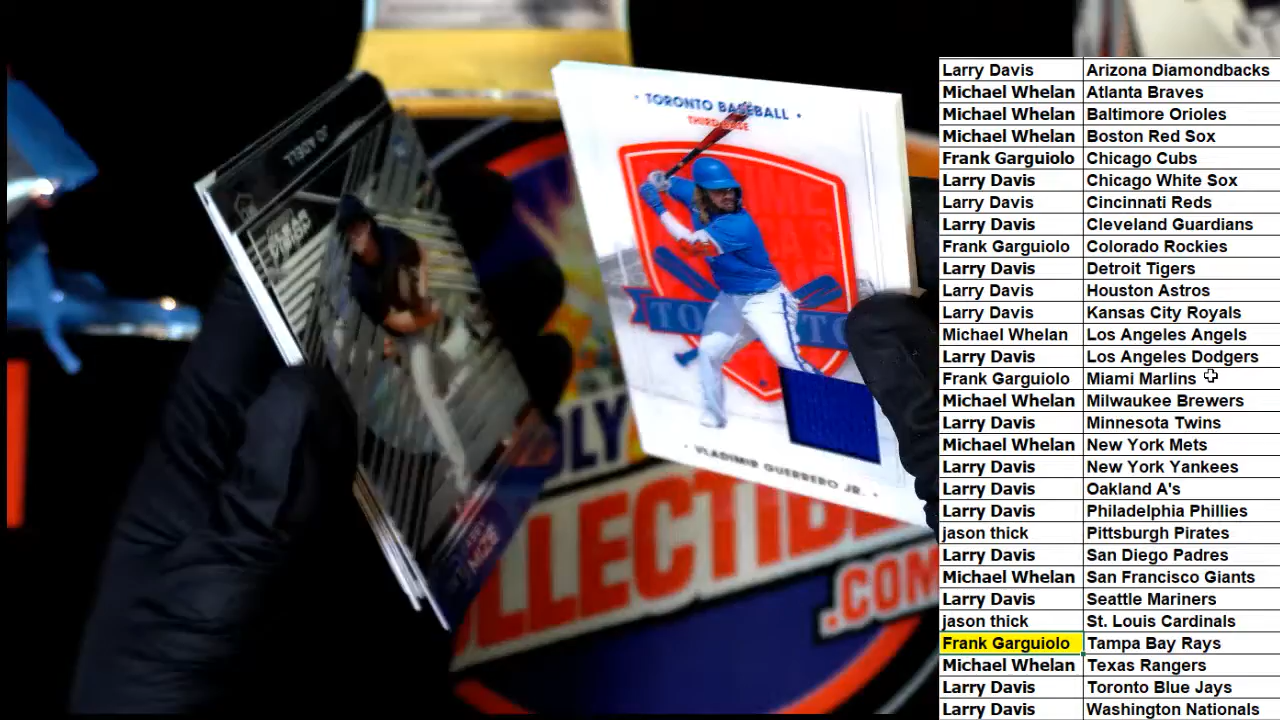 JO ADELL
• TORONTO BASEBALL •
THIRD BASE
• VLADIMIR GUERRERO JR. •
OLLECTIBLE
.COM
Larry Davis Arizona Diamondbacks
Michael Whelan Atlanta Braves
Michael Whelan Baltimore Orioles
Michael Whelan Boston Red Sox
Frank Garguiolo Chicago Cubs
Larry Davis Chicago White Sox
Larry Davis Cincinnati Reds
Larry Davis Cleveland Guardians
Frank Garguiolo Colorado Rockies
Larry Davis Detroit Tigers
Larry Davis Houston Astros
Larry Davis Kansas City Royals
Michael Whelan Los Angeles Angels
Larry Davis Los Angeles Dodgers
Frank Garguiolo Miami Marlins
Michael Whelan Milwaukee Brewers
Larry Davis Minnesota Twins
Michael Whelan New York Mets
Larry Davis New York Yankees
Larry Davis Oakland A's
Larry Davis Philadelphia Phillies
jason thick Pittsburgh Pirates
Larry Davis San Diego Padres
Michael Whelan San Francisco Giants
Larry Davis Seattle Mariners
jason thick St. Louis Cardinals
Frank Garguiolo Tampa Bay Rays
Michael Whelan Texas Rangers
Larry Davis Toronto Blue Jays
Larry Davis Washington Nationals